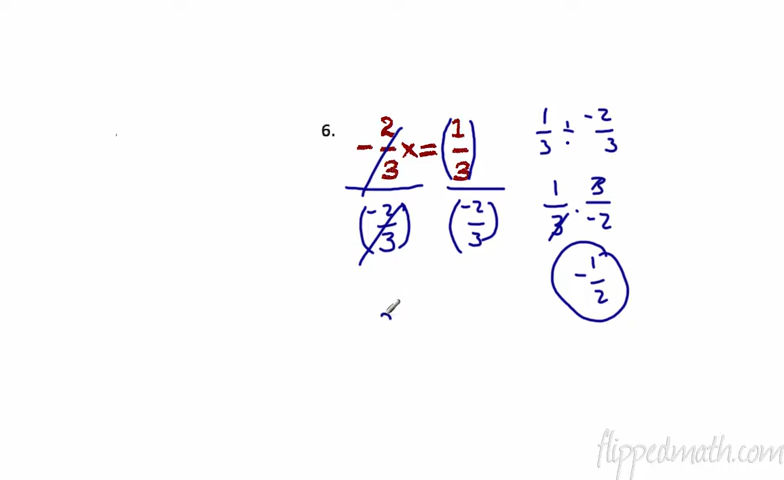 6. -2/3 x = (1/3)
(-2/3) (-2/3)
1/3 ÷ -2/3
1/3 · 3/-2
-1/2
flippedmath.com